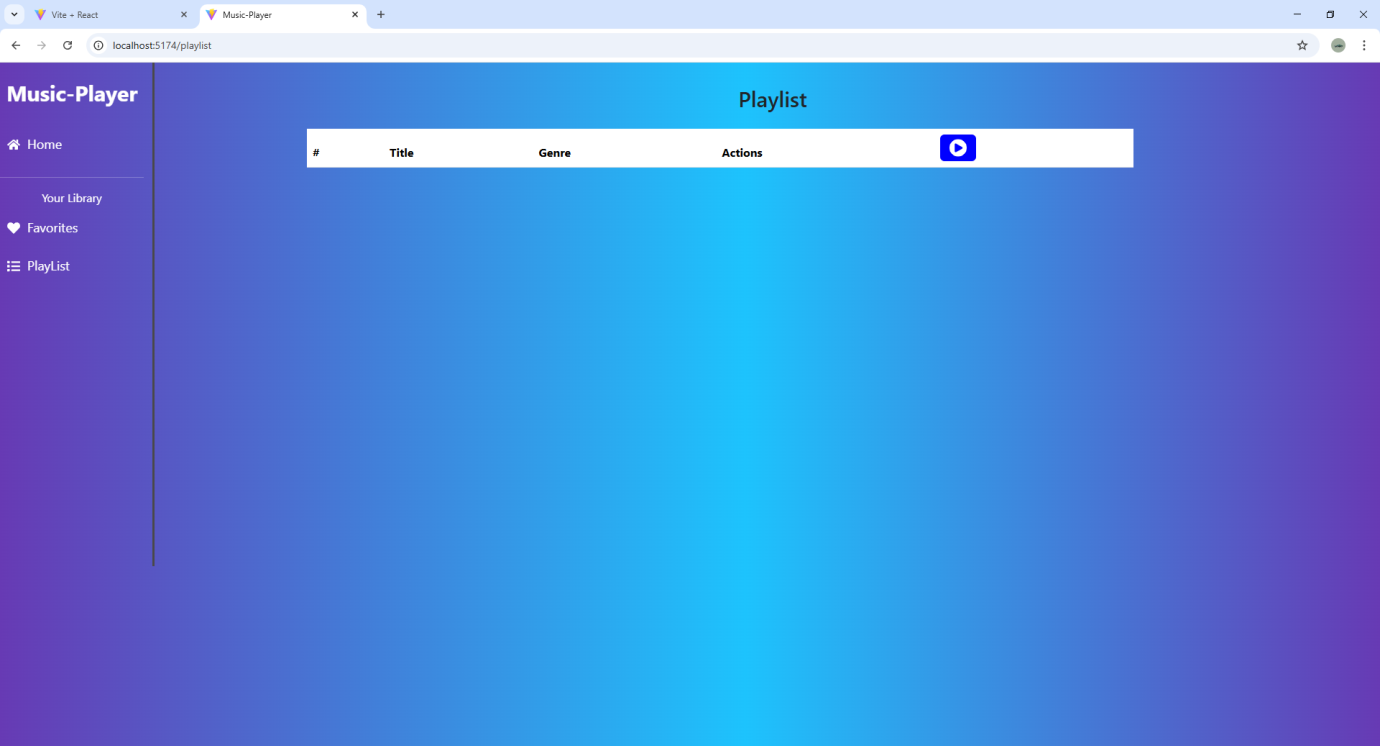 Vite + React
Music-Player
localhost:5174/playlist
Music-Player
Home
Your Library
Favorites
PlayList
Playlist
# Title Genre Actions